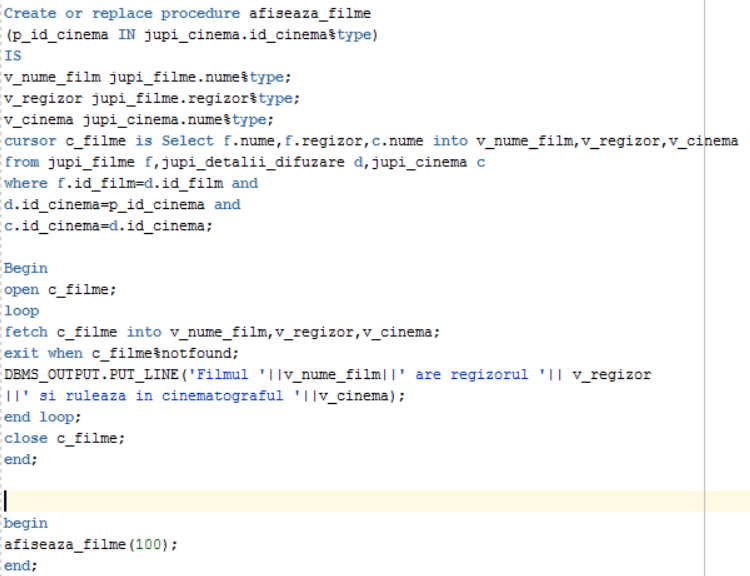 Create or replace procedure afiseaza_filme
(p_id_cinema IN jupi_cinema.id_cinema%type)
IS
v_nume_film jupi_filme.nume%type;
v_regizor jupi_filme.regizor%type;
v_cinema jupi_cinema.nume%type;
cursor c_filme is Select f.nume,f.regizor,c.nume into v_nume_film,v_regizor,v_cinema
from jupi_filme f,jupi_detalii_difuzare d,jupi_cinema c
where f.id_film=d.id_film and
d.id_cinema=p_id_cinema and
c.id_cinema=d.id_cinema;
Begin
open c_filme;
loop
fetch c_filme into v_nume_film,v_regizor,v_cinema;
exit when c_filme%notfound;
DBMS_OUTPUT.PUT_LINE('Filmul '||v_nume_film||' are regizorul '|| v_regizor
||' si ruleaza in cinematograful '||v_cinema);
end loop;
close c_filme;
end;
begin
afiseaza_filme(100);
end;